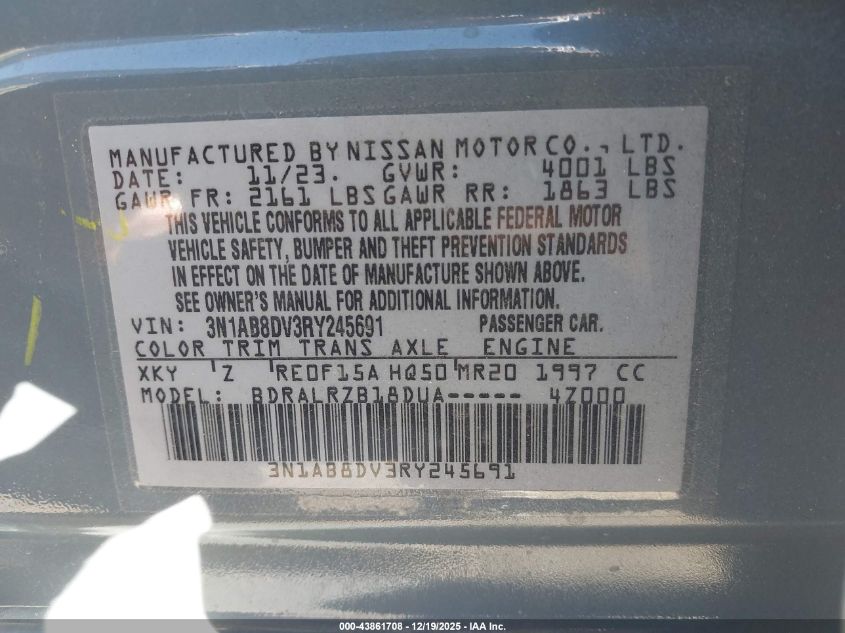 MANUFACTURED BY NISSAN MOTOR CO., LTD.
DATE: 11/23. GVWR: 4001 LBS
GAWR FR: 2161 LBS GAWR RR: 1863 LBS
THIS VEHICLE CONFORMS TO ALL APPLICABLE FEDERAL MOTOR
VEHICLE SAFETY, BUMPER AND THEFT PREVENTION STANDARDS
IN EFFECT ON THE DATE OF MANUFACTURE SHOWN ABOVE.
SEE OWNER'S MANUAL FOR ADDITIONAL INFORMATION.
VIN: 3N1AB8DV3RY245691 PASSENGER CAR.
COLOR TRIM TRANS AXLE ENGINE
XKY Z RE0F15A HQ50 MR20 1997 CC
MODEL: BDRALRZB18DUA----- 4Z000
3N1AB8DV3RY245691
000-43861708 - 12/19/2025 - IAA Inc.